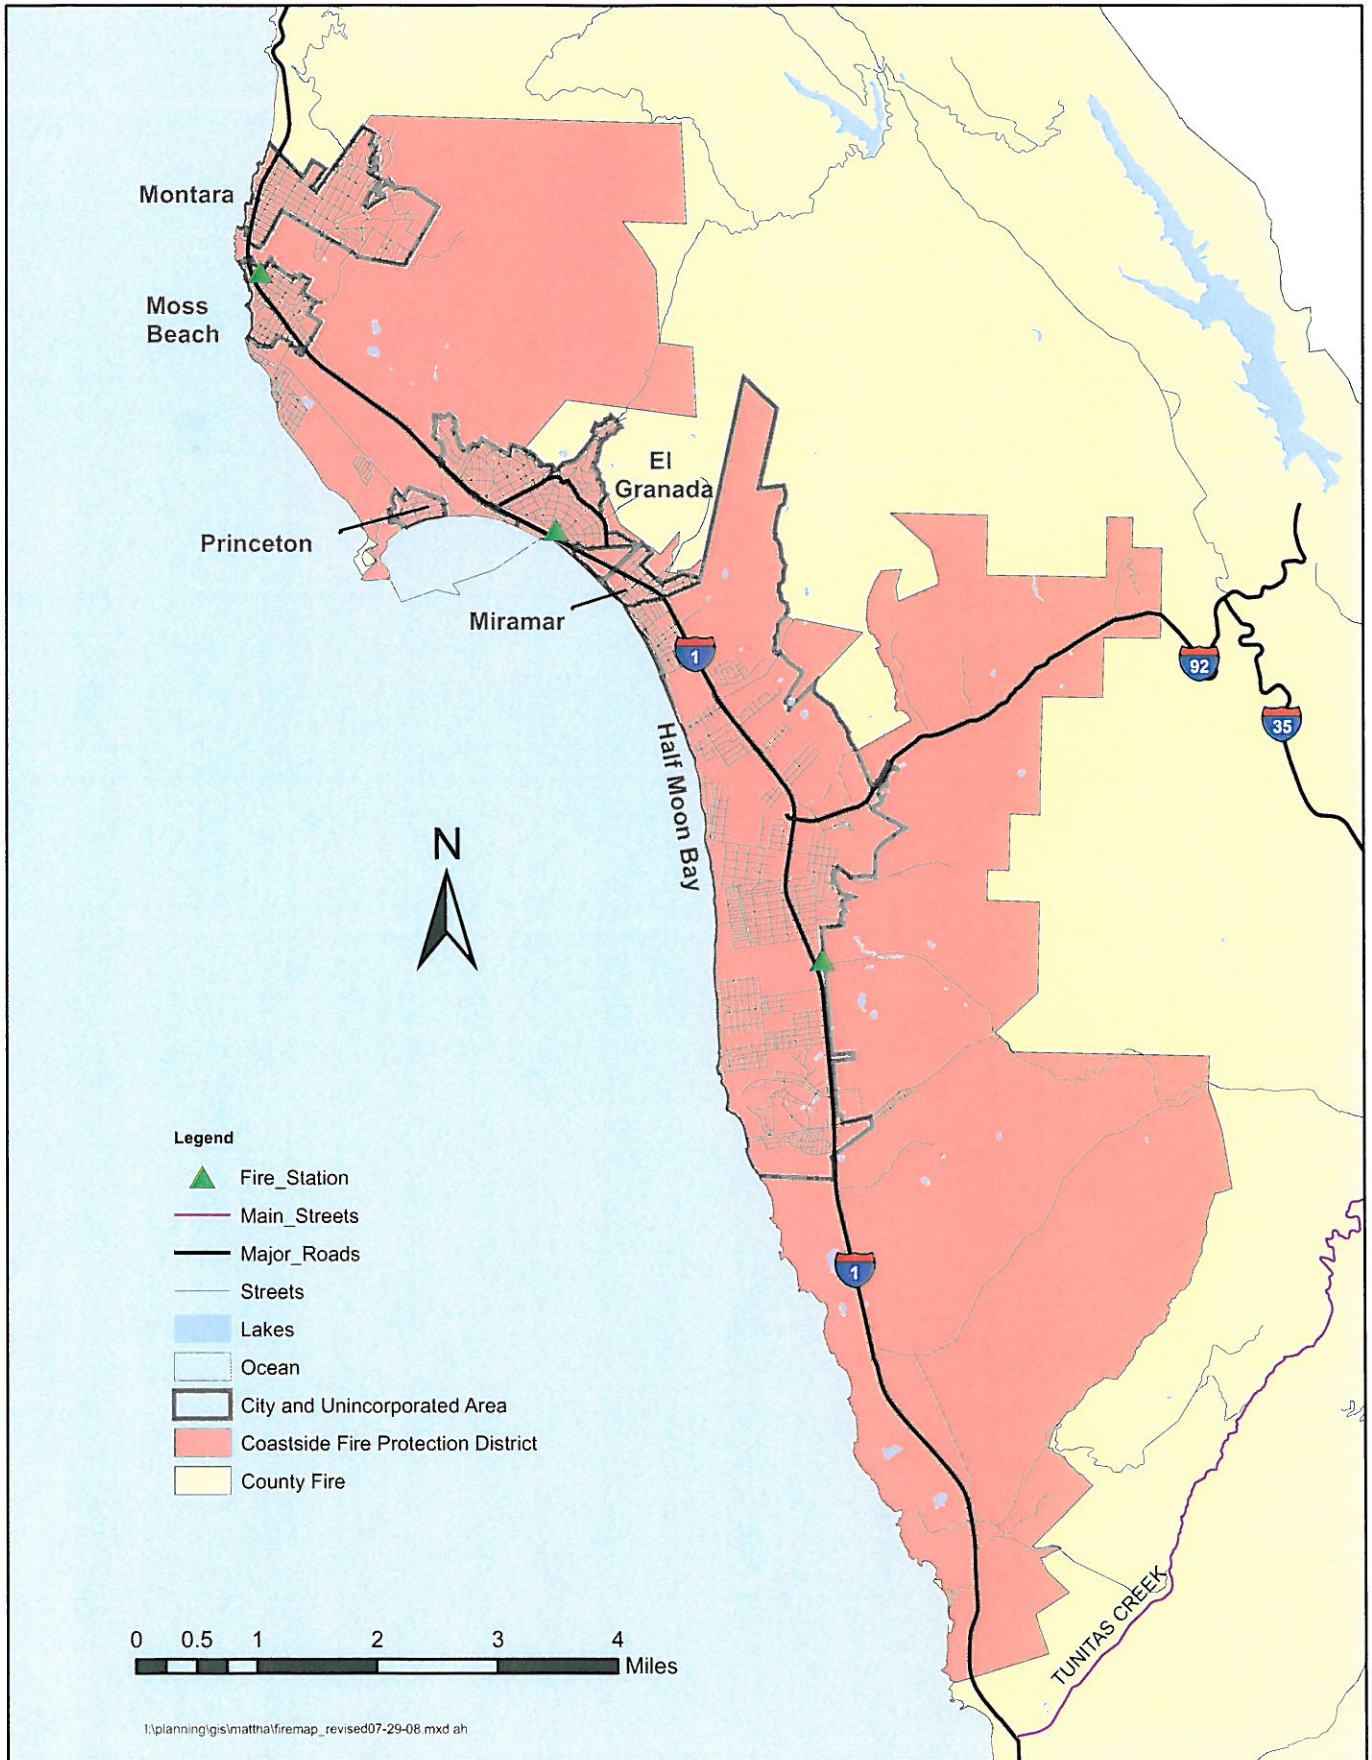 Montara
Moss
Beach
El
Granada
Princeton
Miramar
1
92
35
Half Moon Bay
N
1
Legend
Fire_Station
Main_Streets
Major_Roads
Streets
Lakes
Ocean
City and Unincorporated Area
Coastside Fire Protection District
County Fire
TUNITAS CREEK
0 0.5 1 2 3 4
Miles
I:\planning\gis\mattha\firemap_revised07-29-08.mxd ah